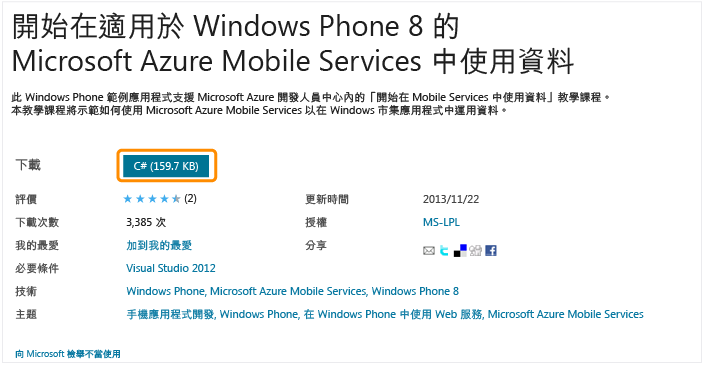 開始在適用於 Windows Phone 8 的
Microsoft Azure Mobile Services 中使用資料
此 Windows Phone 範例應用程式支援 Microsoft Azure 開發人員中心內的「開始在 Mobile Services 中使用資料」教學課程。
本教學課程將示範如何使用 Microsoft Azure Mobile Services 以在 Windows 市集應用程式中運用資料。
下載 C# (159.7 KB)
評價 (2) 更新時間 2013/11/22
下載次數 3,385 次 授權 MS-LPL
我的最愛 加到我的最愛 分享
必要條件 Visual Studio 2012
技術 Windows Phone, Microsoft Azure Mobile Services, Windows Phone 8
主題 手機應用程式開發, Windows Phone, 在 Windows Phone 中使用 Web 服務, Microsoft Azure Mobile Services
向 Microsoft 檢舉不當使用